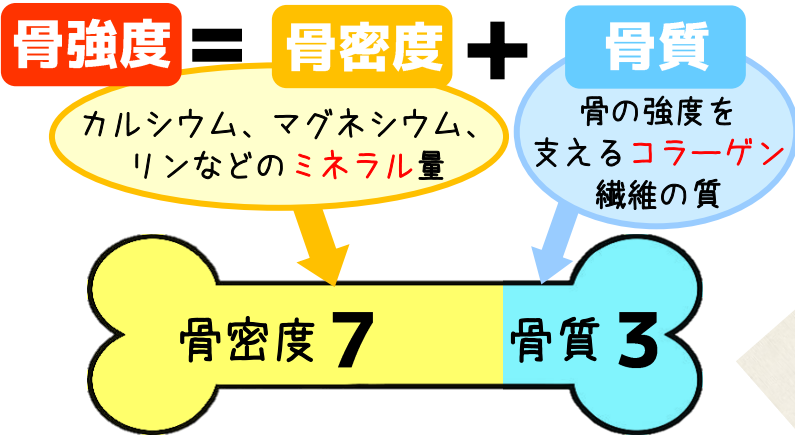 骨強度=骨密度+骨質
カルシウム、マグネシウム、
リンなどのミネラル量
骨の強度を
支えるコラーゲン
繊維の質
骨密度7
骨質3